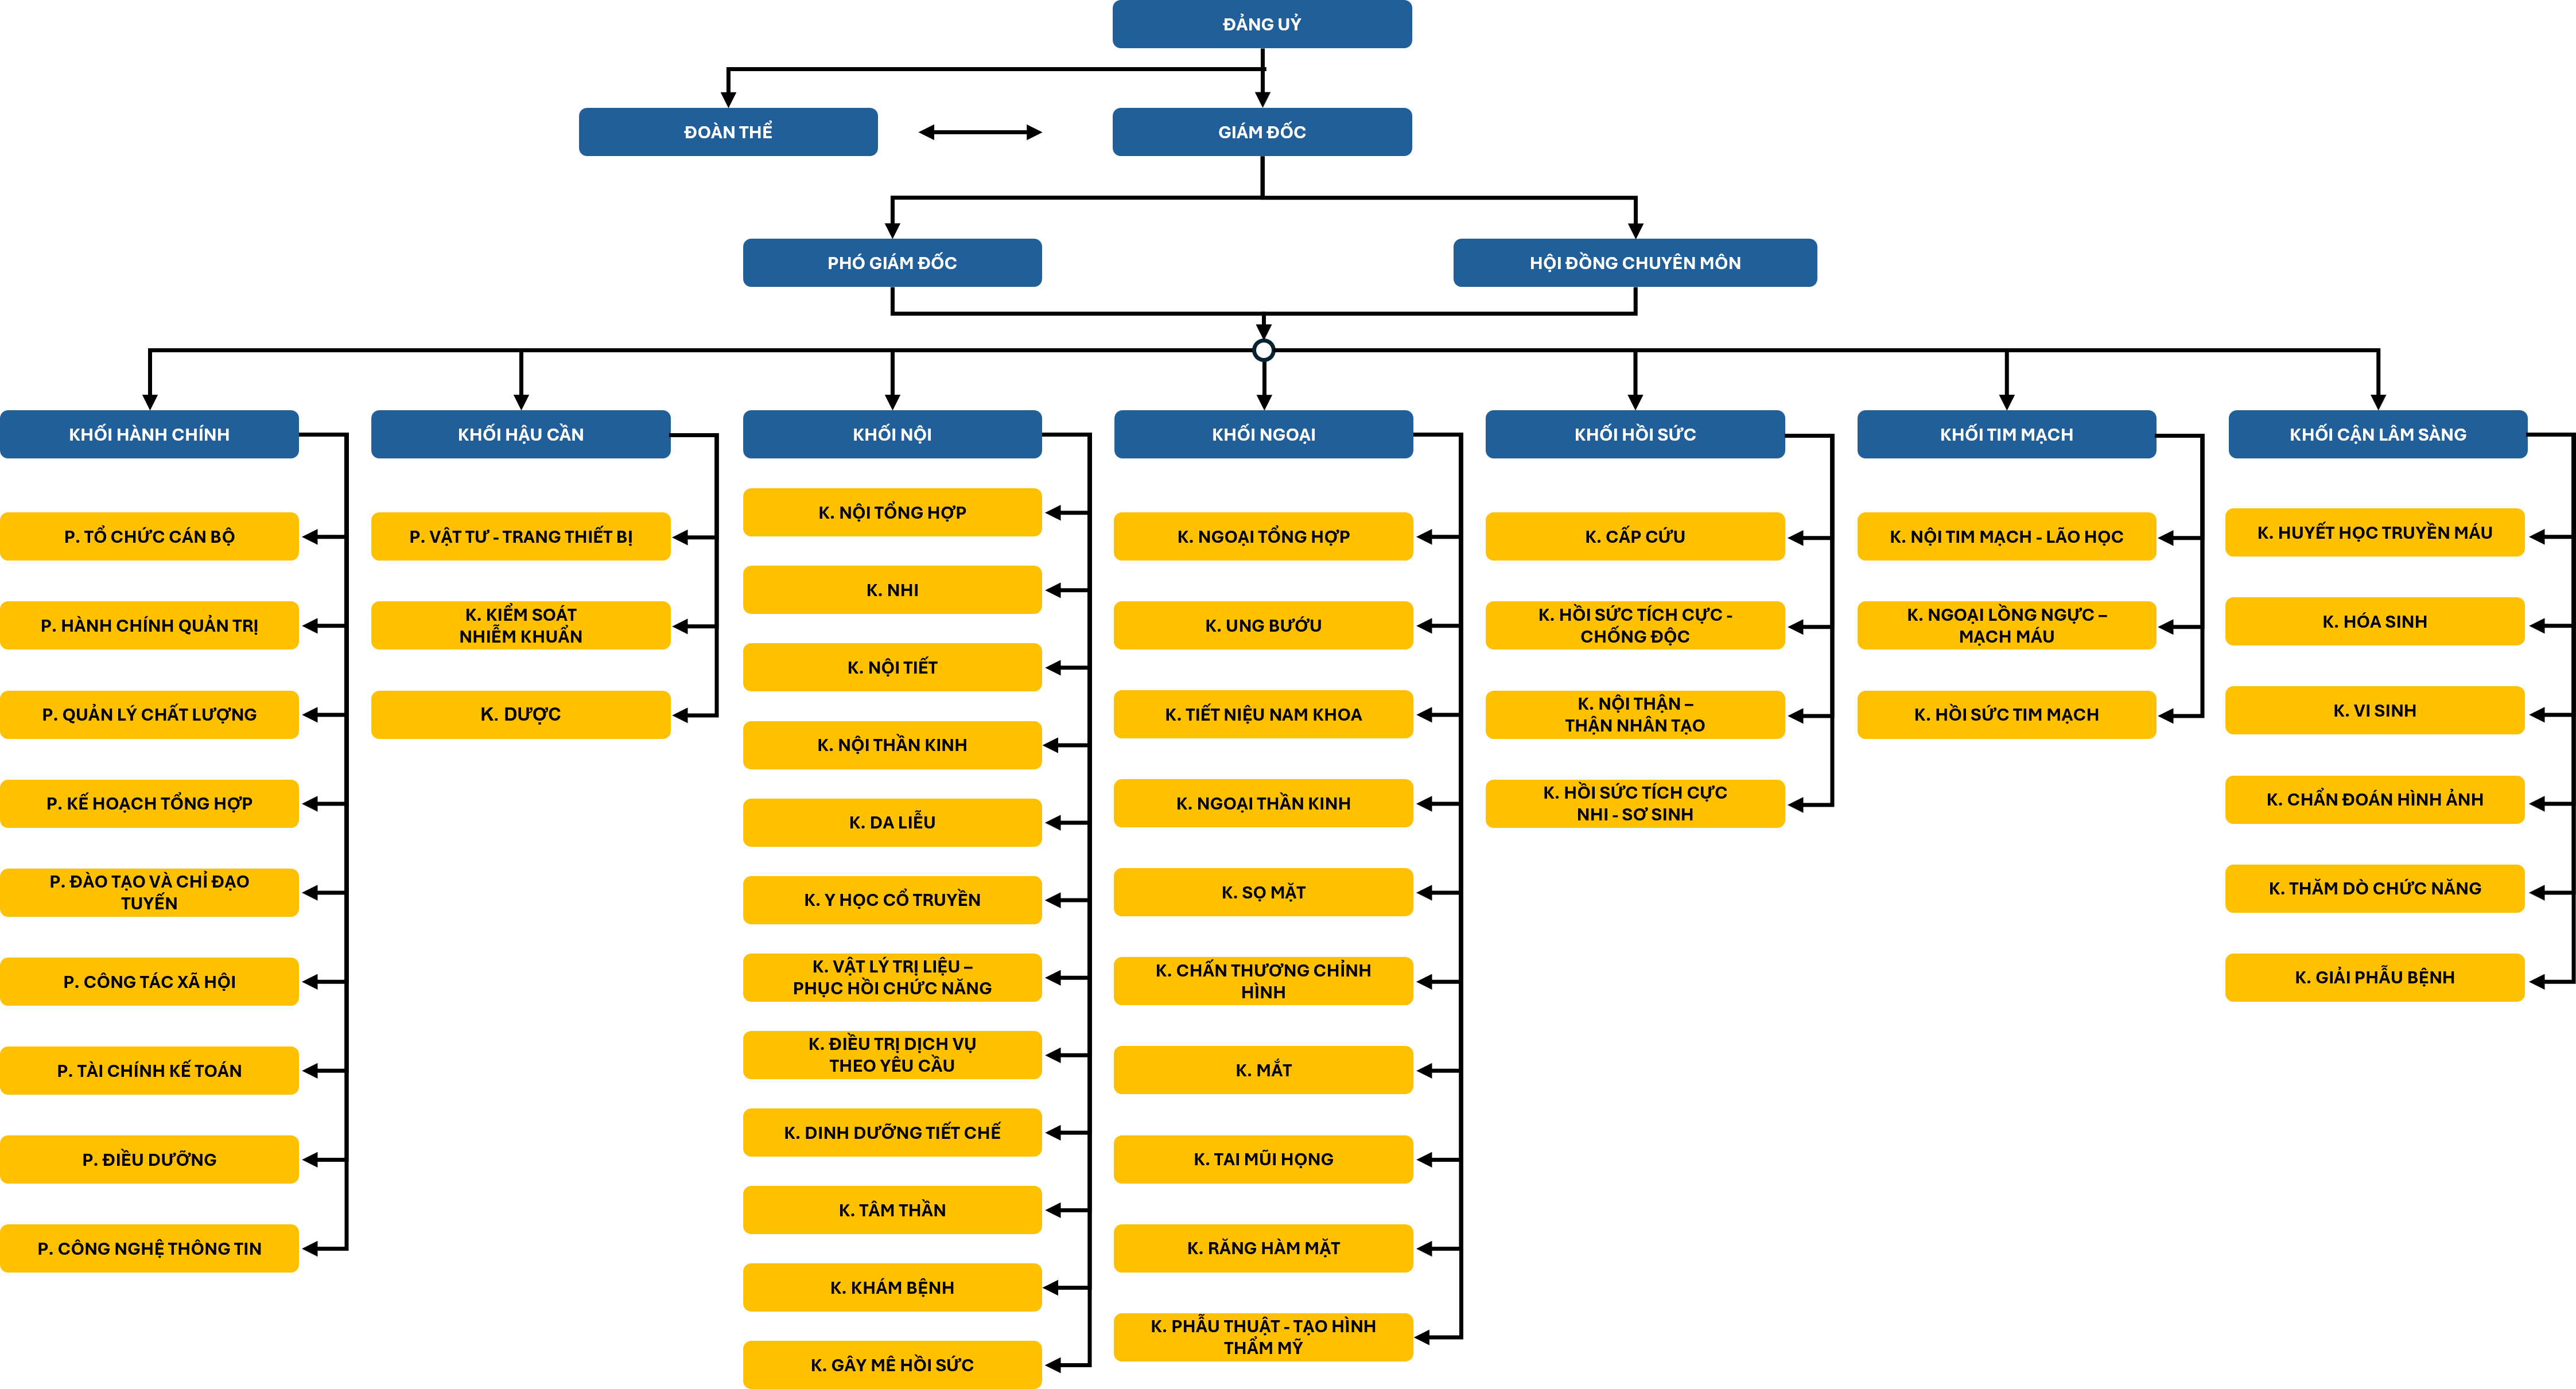 ĐẢNG UỶ
ĐOÀN THỂ
GIÁM ĐỐC
PHÓ GIÁM ĐỐC
HỘI ĐỒNG CHUYÊN MÔN
KHỐI HÀNH CHÍNH
P. TỔ CHỨC CÁN BỘ
P. HÀNH CHÍNH QUẢN TRỊ
P. QUẢN LÝ CHẤT LƯỢNG
P. KẾ HOẠCH TỔNG HỢP
P. ĐÀO TẠO VÀ CHỈ ĐẠO
TUYẾN
P. CÔNG TÁC XÃ HỘI
P. TÀI CHÍNH KẾ TOÁN
P. ĐIỀU DƯỠNG
P. CÔNG NGHỆ THÔNG TIN
KHỐI HẬU CẦN
P. VẬT TƯ - TRANG THIẾT BỊ
K. KIỂM SOÁT
NHIỄM KHUẨN
K. DƯỢC
KHỐI NỘI
K. NỘI TỔNG HỢP
K. NHI
K. NỘI TIẾT
K. NỘI THẦN KINH
K. DA LIỄU
K. Y HỌC CỔ TRUYỀN
K. VẬT LÝ TRỊ LIỆU –
PHỤC HỒI CHỨC NĂNG
K. ĐIỀU TRỊ DỊCH VỤ
THEO YÊU CẦU
K. DINH DƯỠNG TIẾT CHẾ
K. TÂM THẦN
K. KHÁM BỆNH
K. GÂY MÊ HỒI SỨC
KHỐI NGOẠI
K. NGOẠI TỔNG HỢP
K. UNG BƯỚU
K. TIẾT NIỆU NAM KHOA
K. NGOẠI THẦN KINH
K. SỌ MẶT
K. CHẤN THƯƠNG CHỈNH
HÌNH
K. MẮT
K. TAI MŨI HỌNG
K. RĂNG HÀM MẶT
K. PHẪU THUẬT - TẠO HÌNH
THẨM MỸ
KHỐI HỒI SỨC
K. CẤP CỨU
K. HỒI SỨC TÍCH CỰC -
CHỐNG ĐỘC
K. NỘI THẬN –
THẬN NHÂN TẠO
K. HỒI SỨC TÍCH CỰC
NHI - SƠ SINH
KHỐI TIM MẠCH
K. NỘI TIM MẠCH - LÃO HỌC
K. NGOẠI LỒNG NGỰC –
MẠCH MÁU
K. HỒI SỨC TIM MẠCH
KHỐI CẬN LÂM SÀNG
K. HUYẾT HỌC TRUYỀN MÁU
K. HÓA SINH
K. VI SINH
K. CHẨN ĐOÁN HÌNH ẢNH
K. THĂM DÒ CHỨC NĂNG
K. GIẢI PHẪU BỆNH